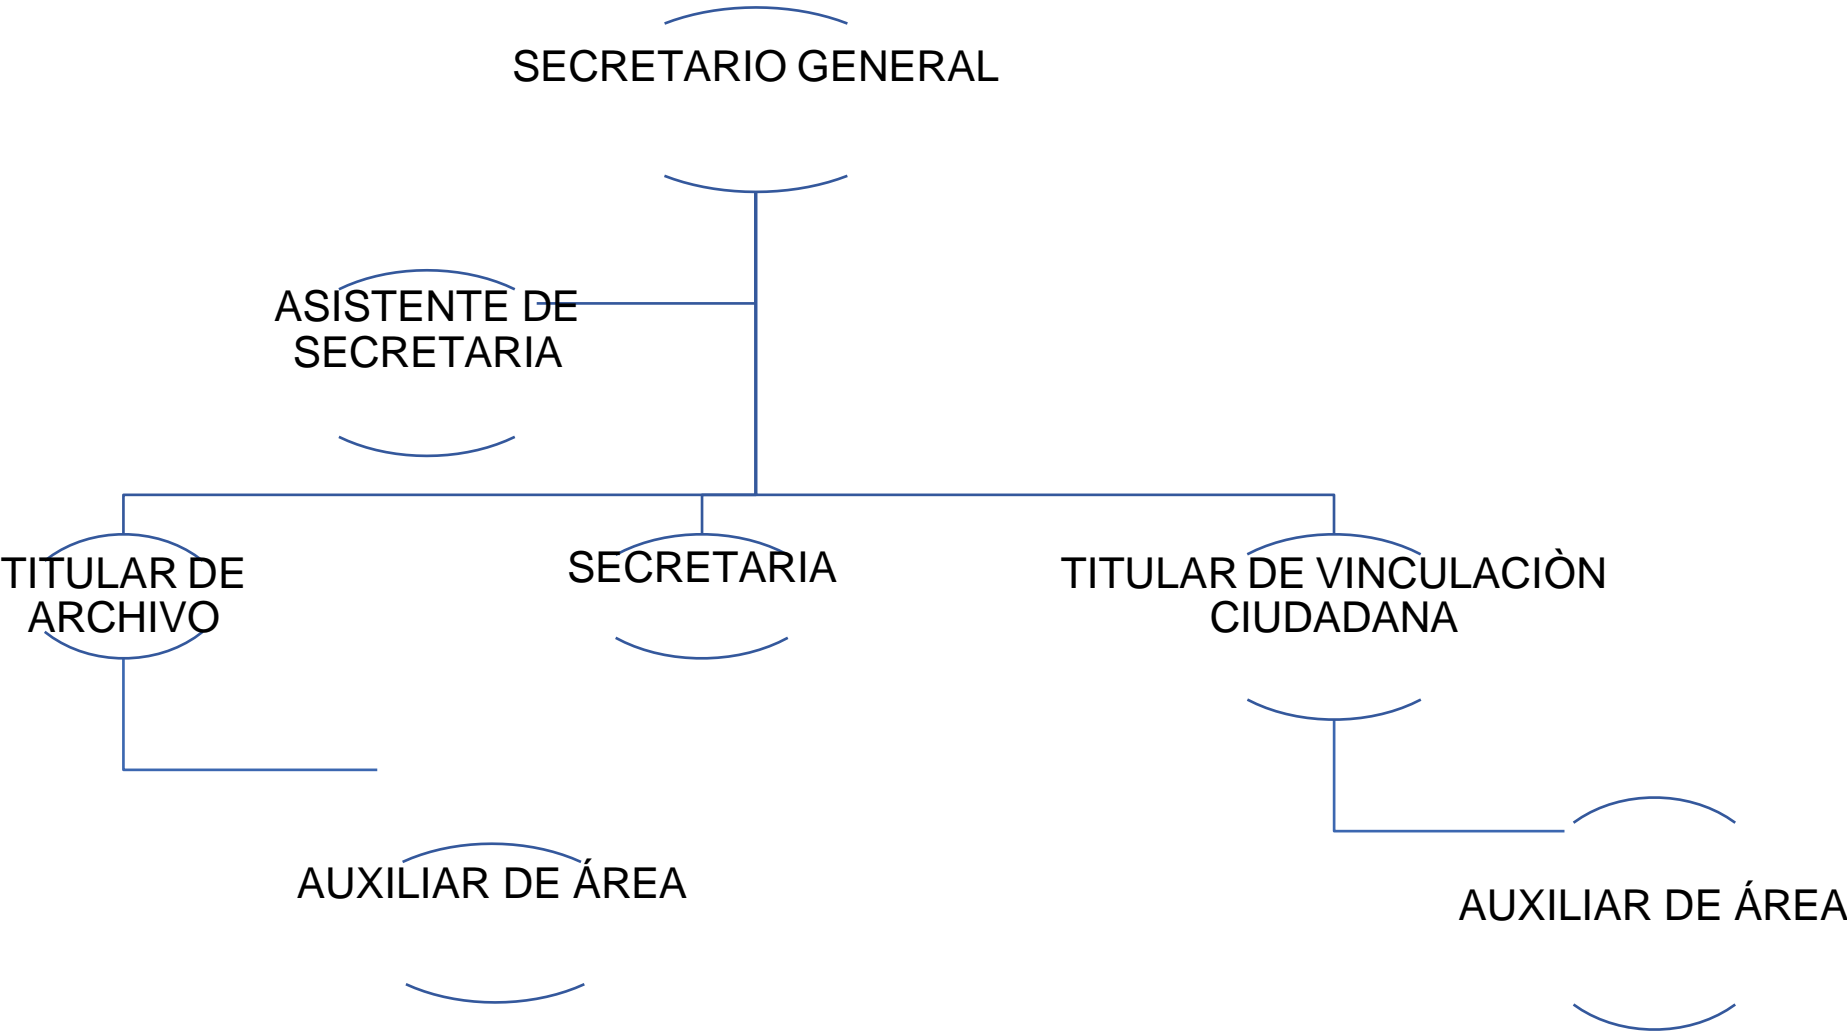 SECRETARIO GENERAL
ASISTENTE DE
SECRETARIA
TITULAR DE
ARCHIVO
SECRETARIA
TITULAR DE VINCULACIÒN
CIUDADANA
AUXILIAR DE ÁREA
AUXILIAR DE ÁREA